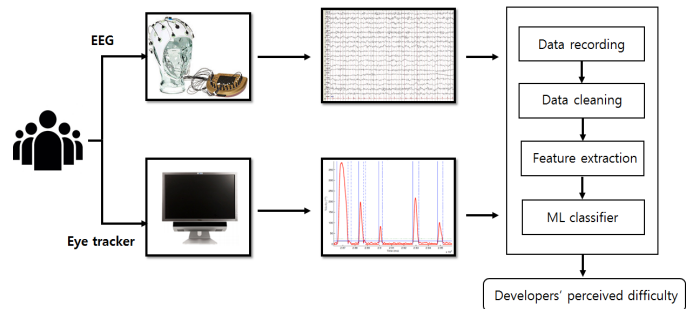 EEG
Eye tracker
Data recording
Data cleaning
Feature extraction
ML classifier
Developers' perceived difficulty